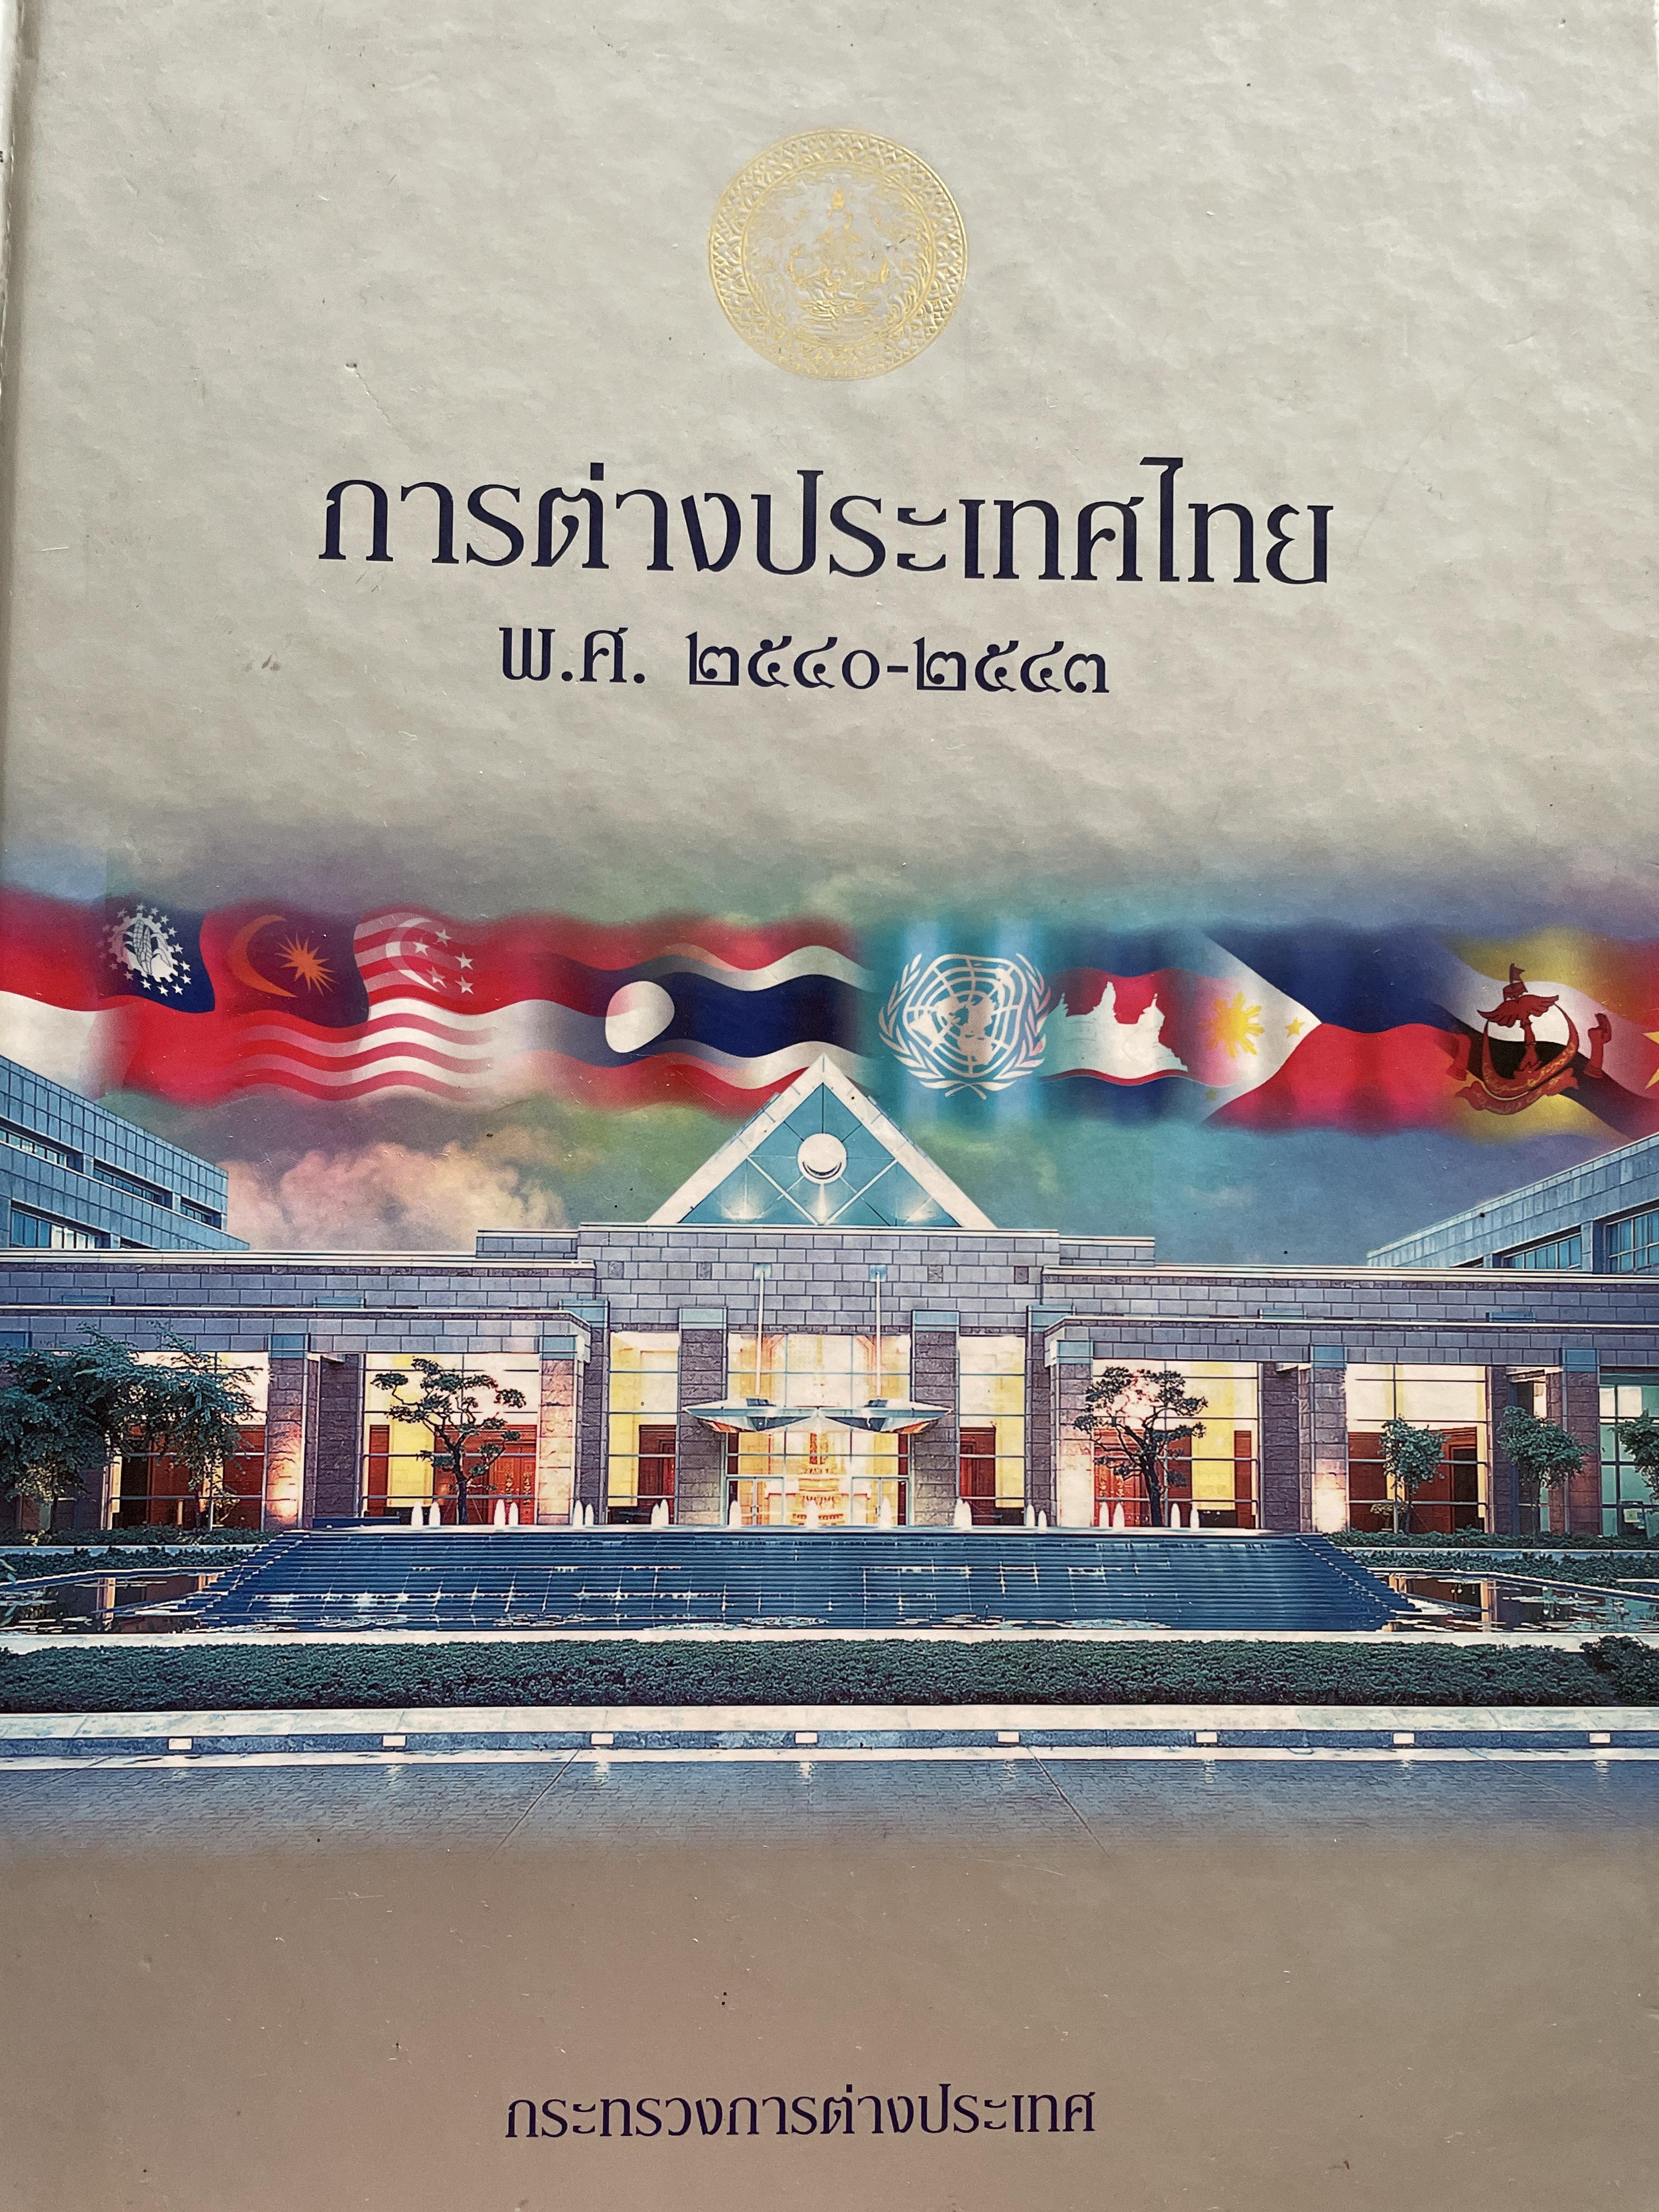 การต่างประเทศไทย
พ.ศ. ๒๕๔๐-๒๕๔๓
กระทรวงการต่างประเทศ